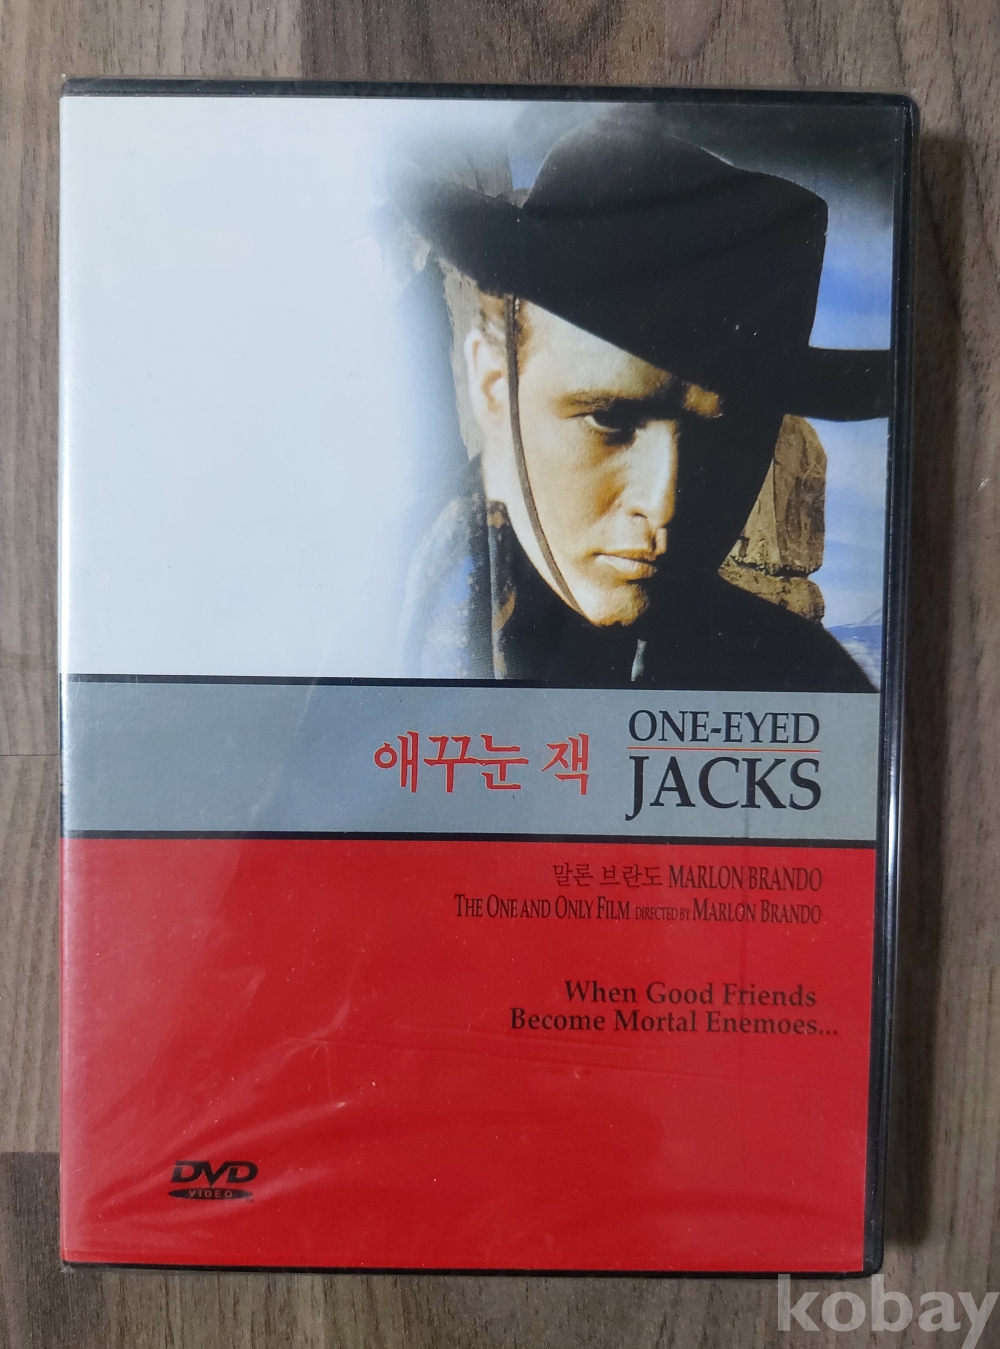 애꾸눈 잭
ONE-EYED
JACKS
말론 브란도 MARLON BRANDO
THE ONE AND ONLY FILM DIRECTED BY MARLON BRANDO
When Good Friends
Become Mortal Enemoes...
DVD
VIDEO
kobay